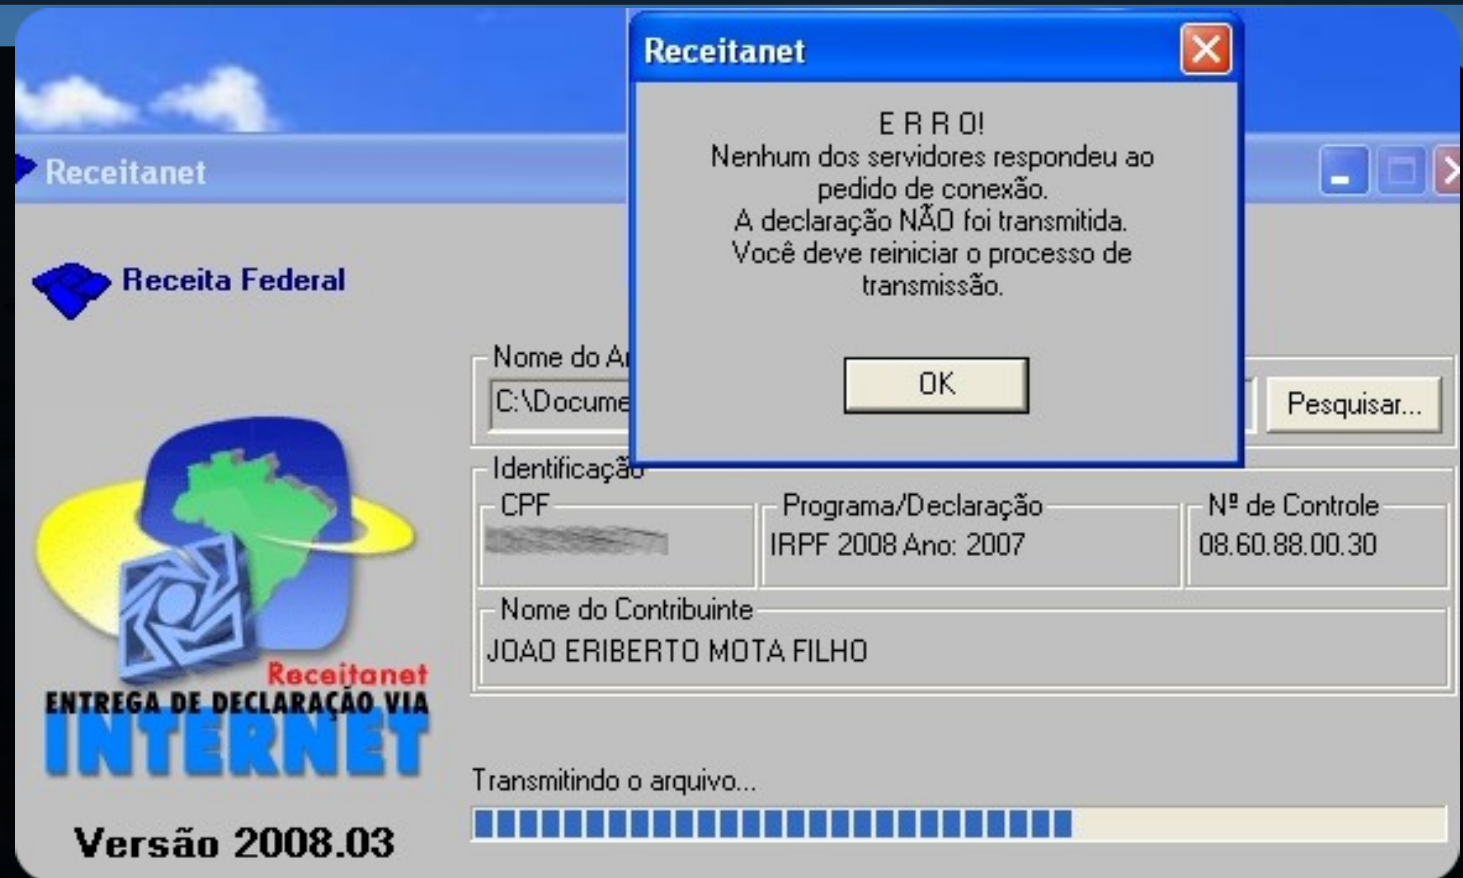 Receitanet
E R R O!
Nenhum dos servidores respondeu ao
pedido de conexão.
A declaração NÃO foi transmitida.
Você deve reiniciar o processo de
transmissão.
OK
Receitanet
Receita Federal
Nome do
C:\Docume
Pesquisar...
Identificação
CPF
Programa/Declaração
IRPF 2008 Ano: 2007
Nº de Controle
08.60.88.00.30
Nome do Contribuinte
JOAO ERIBERTO MOTA FILHO
Receitanet
ENTREGA DE DECLARAÇÃO VIA
INTERNET
Versão 2008.03
Transmitindo o arquivo...